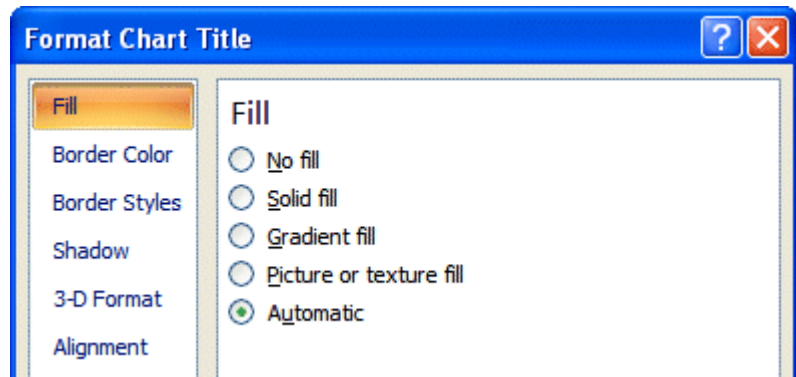 Format Chart Title
?
Fill
Border Color
Border Styles
Shadow
3-D Format
Alignment
Fill
No fill
Solid fill
Gradient fill
Picture or texture fill
Automatic